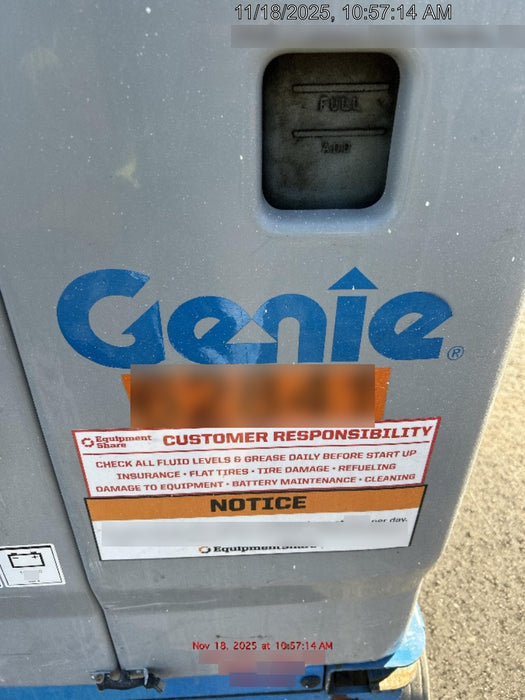 11/18/2025, 10:57:14 AM
FULL
ADD
Genie®
Equipment
Share
CUSTOMER RESPONSIBILITY
CHECK ALL FLUID LEVELS & GREASE DAILY BEFORE START UP
INSURANCE • FLAT TIRES • TIRE DAMAGE • REFUELING
DAMAGE TO EQUIPMENT • BATTERY MAINTENANCE • CLEANING
NOTICE
per day.
EquipmentShare
Nov 18, 2025 at 10:57:14 AM